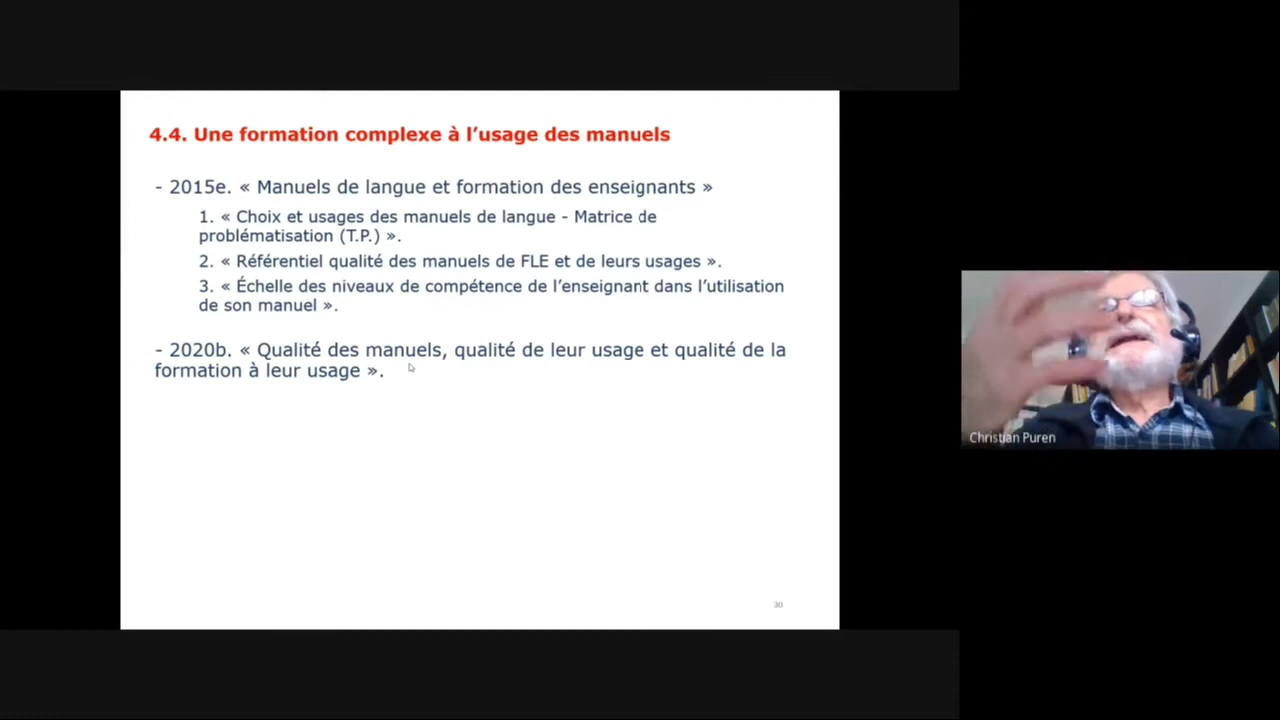 4.4. Une formation complexe à l’usage des manuels
- 2015e. « Manuels de langue et formation des enseignants »
1. « Choix et usages des manuels de langue - Matrice de
problématisation (T.P.) ».
2. « Référentiel qualité des manuels de FLE et de leurs usages ».
3. « Échelle des niveaux de compétence de l’enseignant dans l’utilisation
de son manuel ».
- 2020b. « Qualité des manuels, qualité de leur usage et qualité de la
formation à leur usage ».
30
Christian Puren